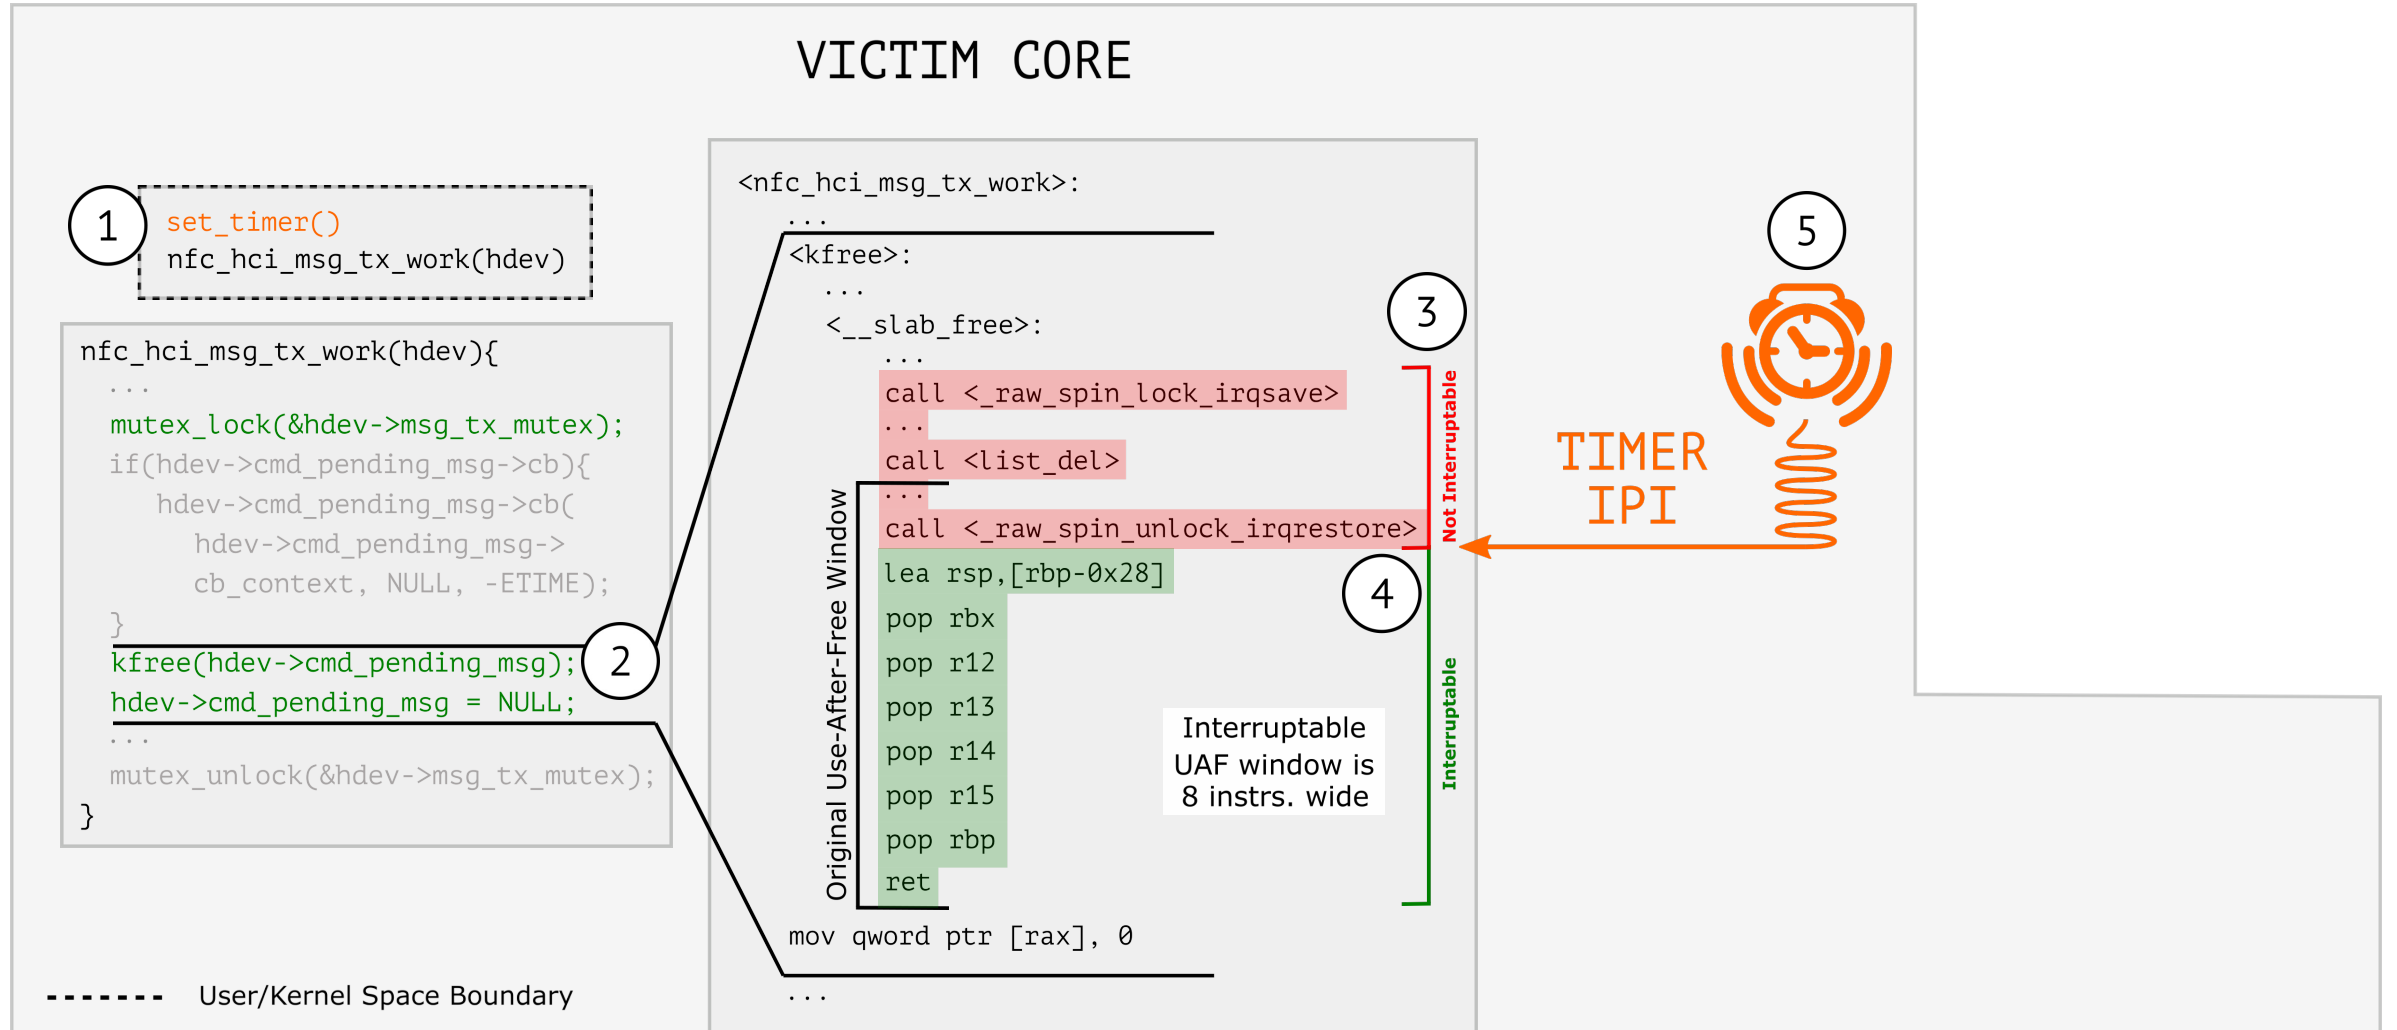 VICTIM CORE
1
set_timer()
nfc_hci_msg_tx_work(hdev)
nfc_hci_msg_tx_work(hdev){
...
mutex_lock(&hdev->msg_tx_mutex);
if(hdev->cmd_pending_msg->cb){
hdev->cmd_pending_msg->cb(
hdev->cmd_pending_msg->
cb_context, NULL, -ETIME);
}
kfree(hdev->cmd_pending_msg);
hdev->cmd_pending_msg = NULL;
...
mutex_unlock(&hdev->msg_tx_mutex);
}
2
User/Kernel Space Boundary
<nfc_hci_msg_tx_work>:
...
<kfree>:
...
<__slab_free>:
...
call <_raw_spin_lock_irqsave>
...
call <list_del>
...
call <_raw_spin_unlock_irqrestore>
lea rsp,[rbp-0x28]
pop rbx
pop r12
pop r13
pop r14
pop r15
pop rbp
ret
mov qword ptr [rax], 0
...
Original Use-After-Free Window
3
Not Interruptable
4
Interruptable
Interruptable
UAF window is
8 instrs. wide
5
TIMER
IPI